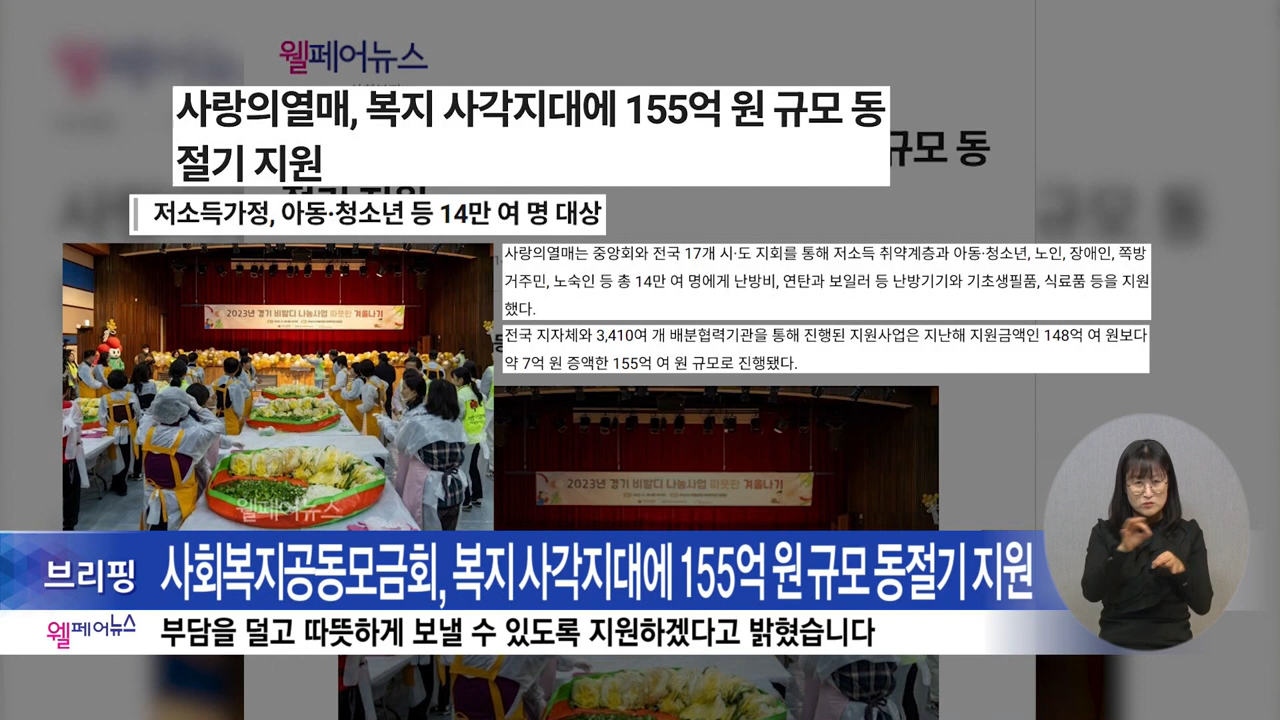 웰페어뉴스
사랑의열매, 복지 사각지대에 155억 원 규모 동
절기 지원
규모 동
저소득가정, 아동·청소년 등 14만 여 명 대상
사랑의열매는 중앙회와 전국 17개 시·도 지회를 통해 저소득 취약계층과 아동·청소년, 노인, 장애인, 쪽방
거주민, 노숙인 등 총 14만 여 명에게 난방비, 연탄과 보일러 등 난방기기와 기초생필품, 식료품 등을 지원
했다.
전국 지자체와 3,410여 개 배분협력기관을 통해 진행된 지원사업은 지난해 지원금액인 148억 여 원보다
약 7억 원 증액한 155억 여 원 규모로 진행됐다.
2023년 경기 비발디 나눔사업 따뜻한 겨울나기
웰페어뉴스
2023년 경기 비발디 나눔사업 따뜻한 겨울나기
브리핑
사회복지공동모금회, 복지 사각지대에 155억 원 규모 동절기 지원
웰페어뉴스
부담을 덜고 따뜻하게 보낼 수 있도록 지원하겠다고 밝혔습니다